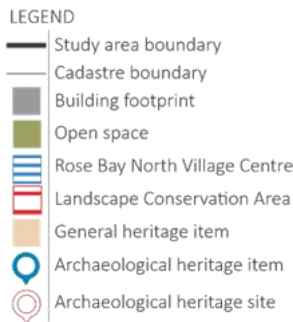 LEGEND
Study area boundary
Cadastre boundary
Building footprint
Open space
Rose Bay North Village Centre
Landscape Conservation Area
General heritage item
Archaeological heritage item
Archaeological heritage site